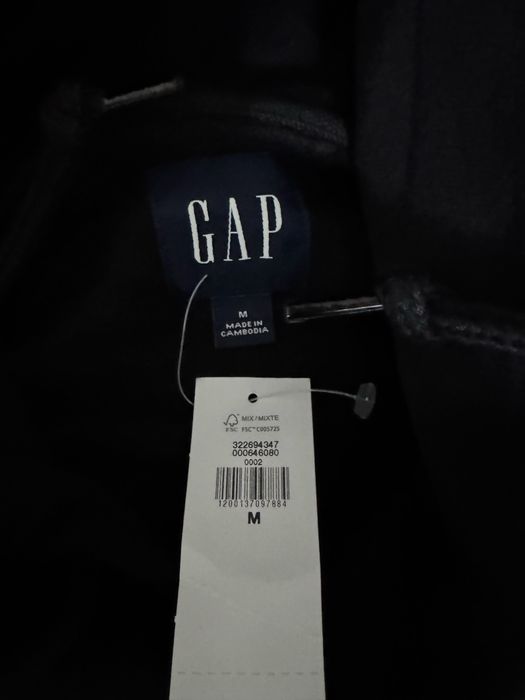 GAP
M
MADE IN
CAMBODIA
FSC
MIX / MIXTE
FSC™ C005725
322694347
000646080
0002
1200137097884
M